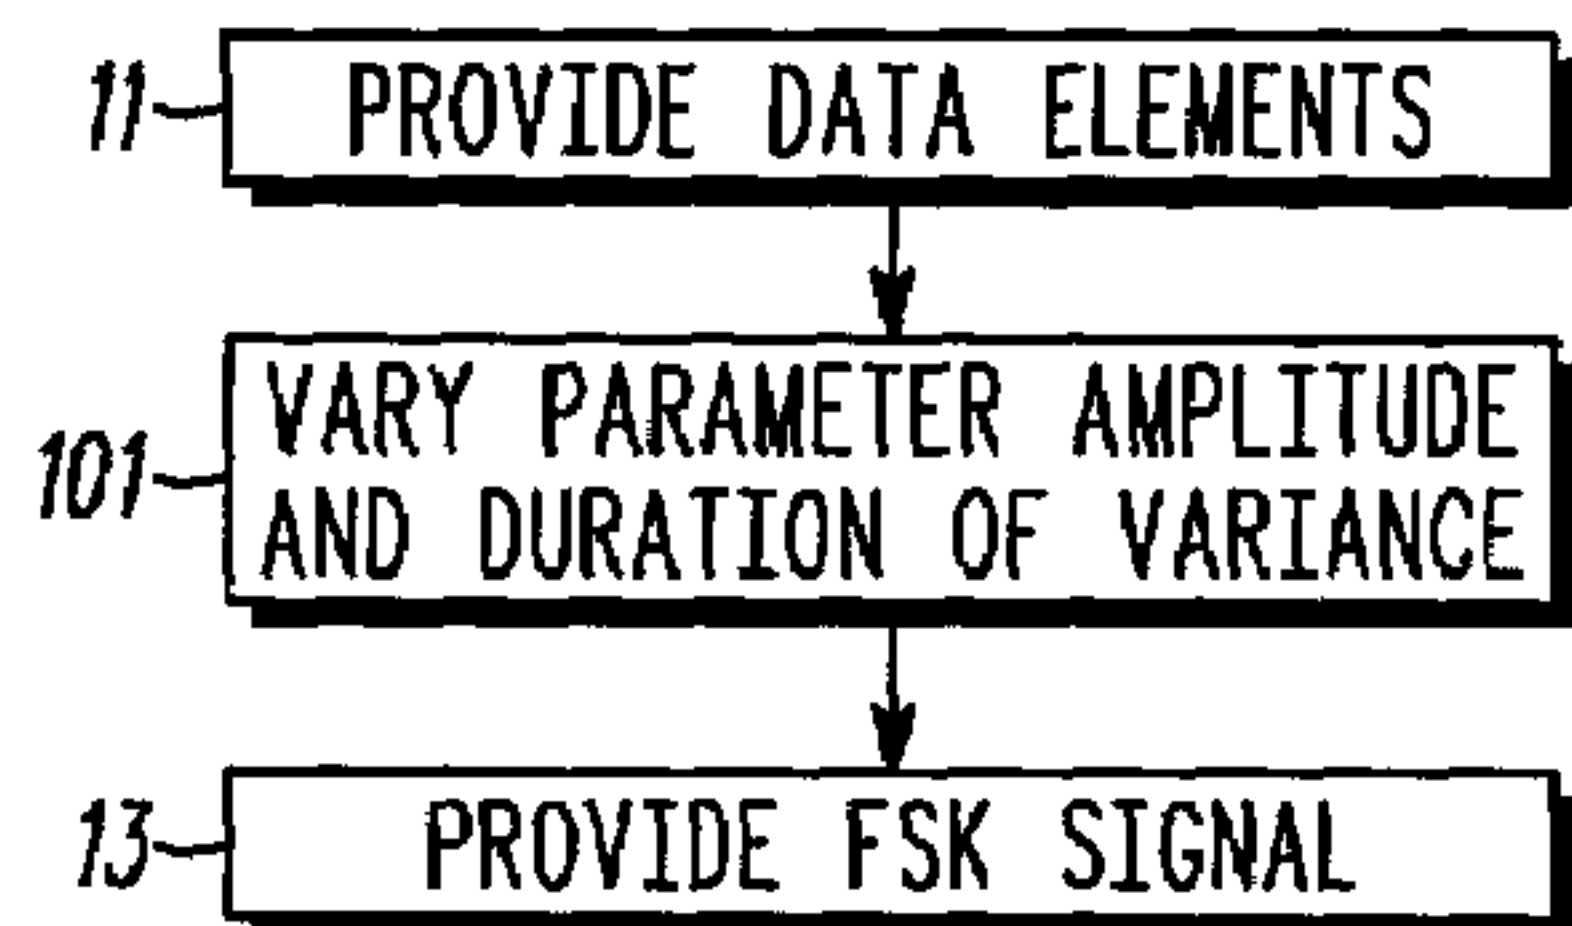 11
PROVIDE DATA ELEMENTS
101
VARY PARAMETER AMPLITUDE
AND DURATION OF VARIANCE
13
PROVIDE FSK SIGNAL